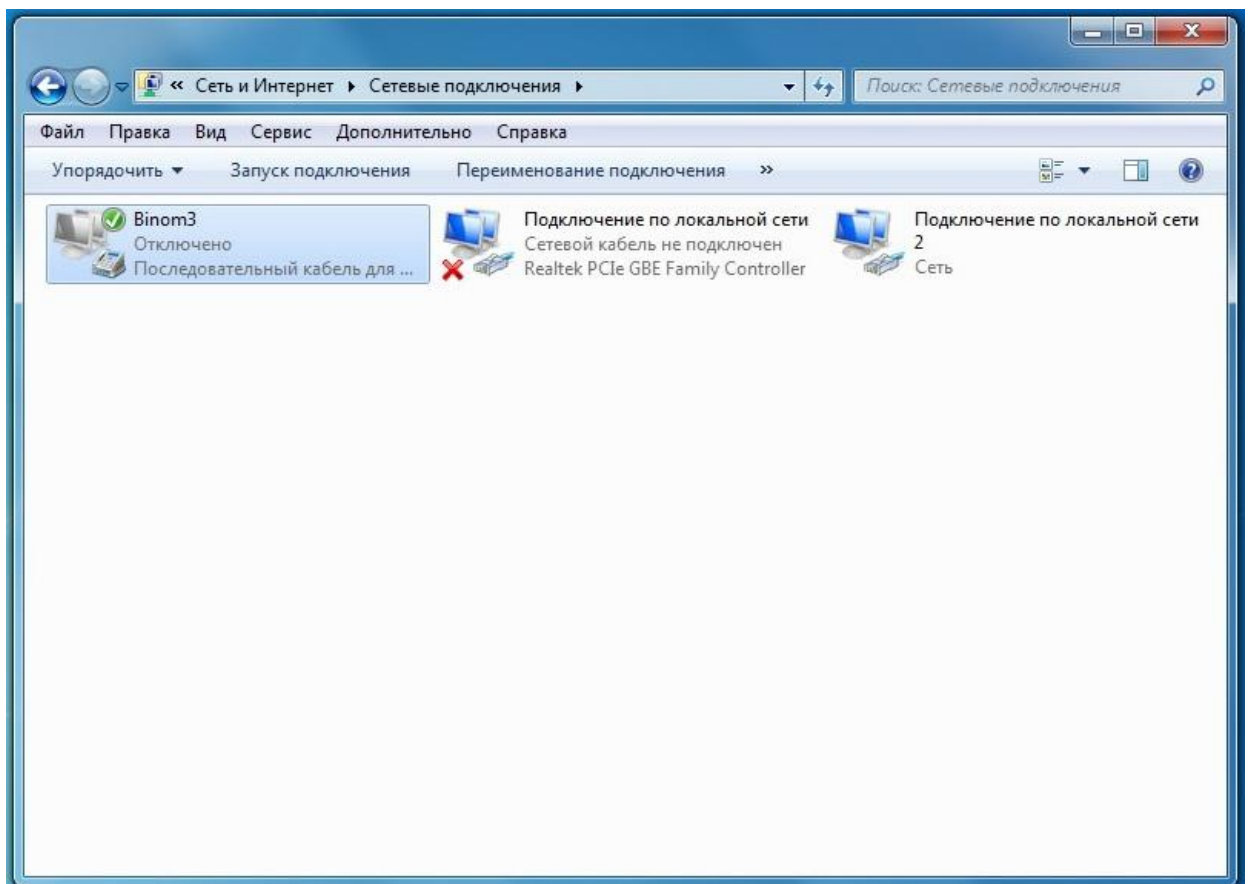 « Сеть и Интернет Сетевые подключения
Поиск: Сетевые подключения
Файл Правка Вид Сервис Дополнительно Справка
Упорядочить Запуск подключения Переименование подключения »
Binom3
Отключено
Последовательный кабель для ...
Подключение по локальной сети
Сетевой кабель не подключен
Realtek PCIe GBE Family Controller
Подключение по локальной сети
2
Сеть